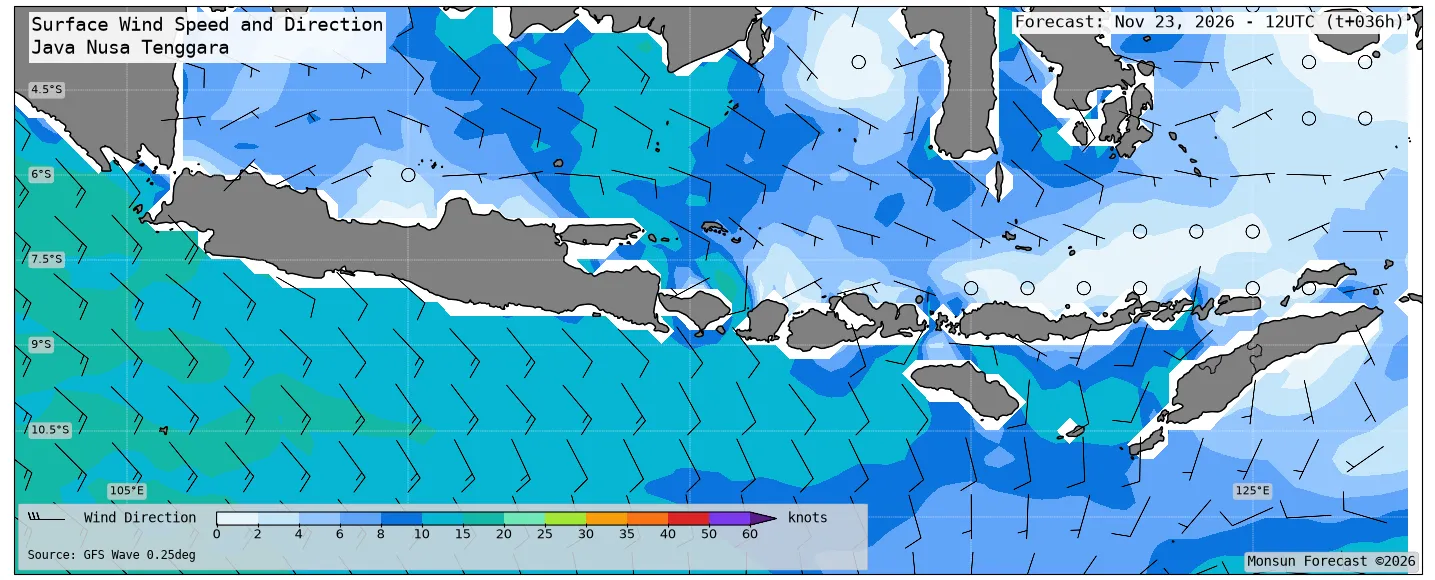 Surface Wind Speed and Direction
Java Nusa Tenggara
Forecast: Nov 23, 2026 - 12UTC (t+036h)
4.5°S
6°S
7.5°S
9°S
10.5°S
105°E
125°E
Wind Direction
0 2 4 6 8 10 15 20 25 30 35 40 50 60
knots
Source: GFS Wave 0.25deg
Monsun Forecast ©2026